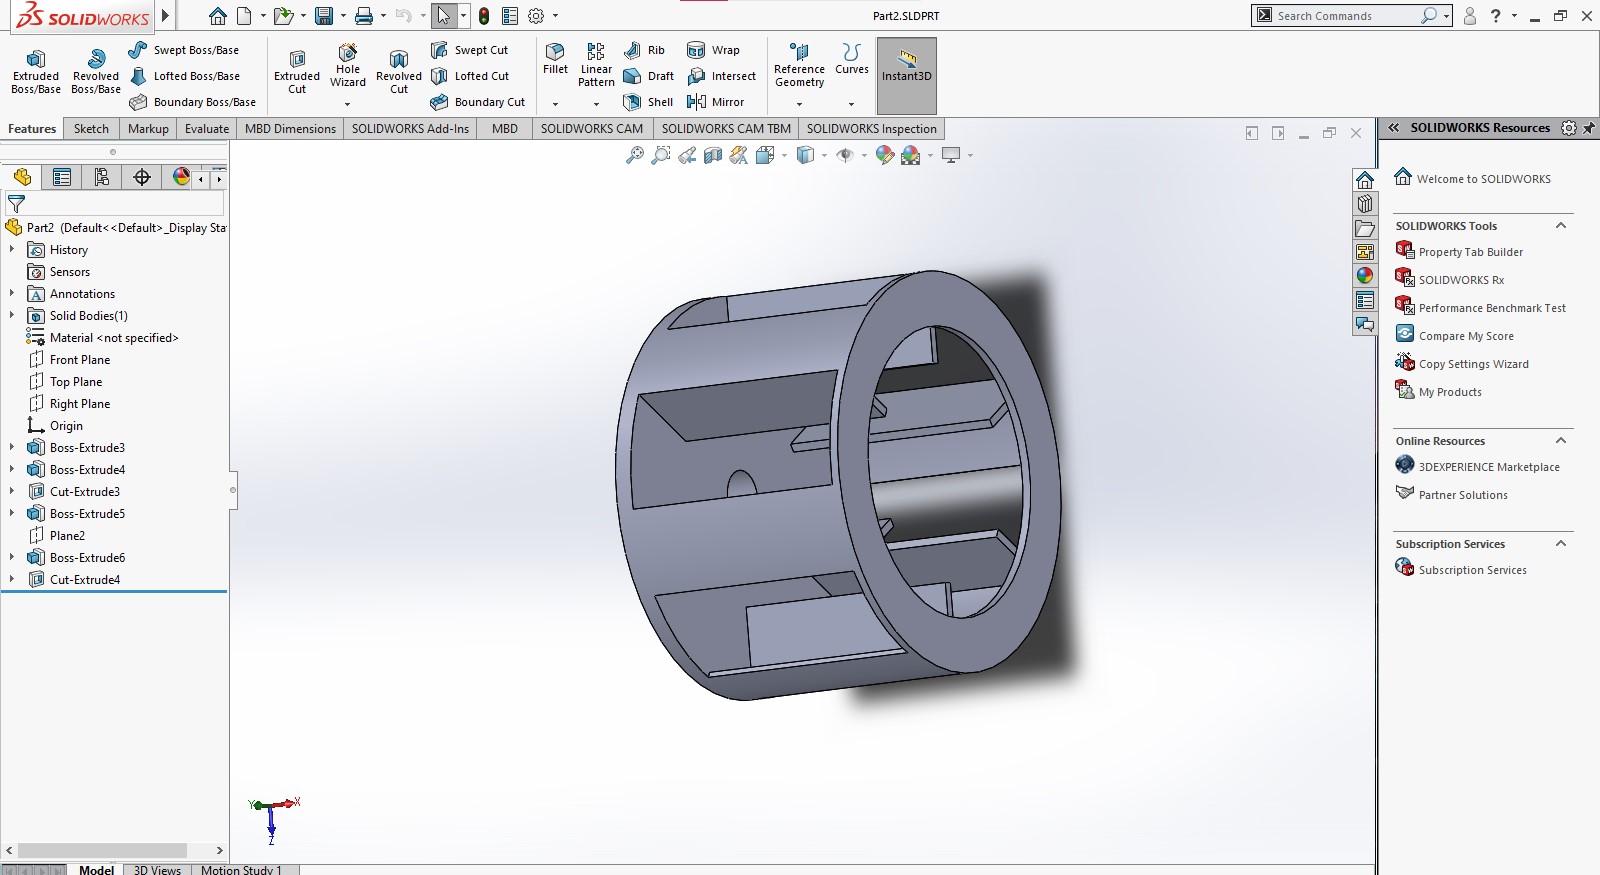 SOLIDWORKS
Part2.SLDPRT
Search Commands
?
Extruded Boss/Base
Revolved Boss/Base
Swept Boss/Base
Lofted Boss/Base
Boundary Boss/Base
Extruded Cut
Hole Wizard
Revolved Cut
Swept Cut
Lofted Cut
Boundary Cut
Fillet
Linear Pattern
Rib
Draft
Shell
Wrap
Intersect
Mirror
Reference Geometry
Curves
Instant3D
Features
Sketch
Markup
Evaluate
MBD Dimensions
SOLIDWORKS Add-Ins
MBD
SOLIDWORKS CAM
SOLIDWORKS CAM TBM
SOLIDWORKS Inspection
Part2 (Default<<Default>_Display Sta
History
Sensors
Annotations
Solid Bodies(1)
Material <not specified>
Front Plane
Top Plane
Right Plane
Origin
Boss-Extrude3
Boss-Extrude4
Cut-Extrude3
Boss-Extrude5
Plane2
Boss-Extrude6
Cut-Extrude4
Y
X
Z
Model
3D Views
Motion Study 1
SOLIDWORKS Resources
Welcome to SOLIDWORKS
SOLIDWORKS Tools
Property Tab Builder
SOLIDWORKS Rx
Performance Benchmark Test
Compare My Score
Copy Settings Wizard
My Products
Online Resources
3DEXPERIENCE Marketplace
Partner Solutions
Subscription Services
Subscription Services